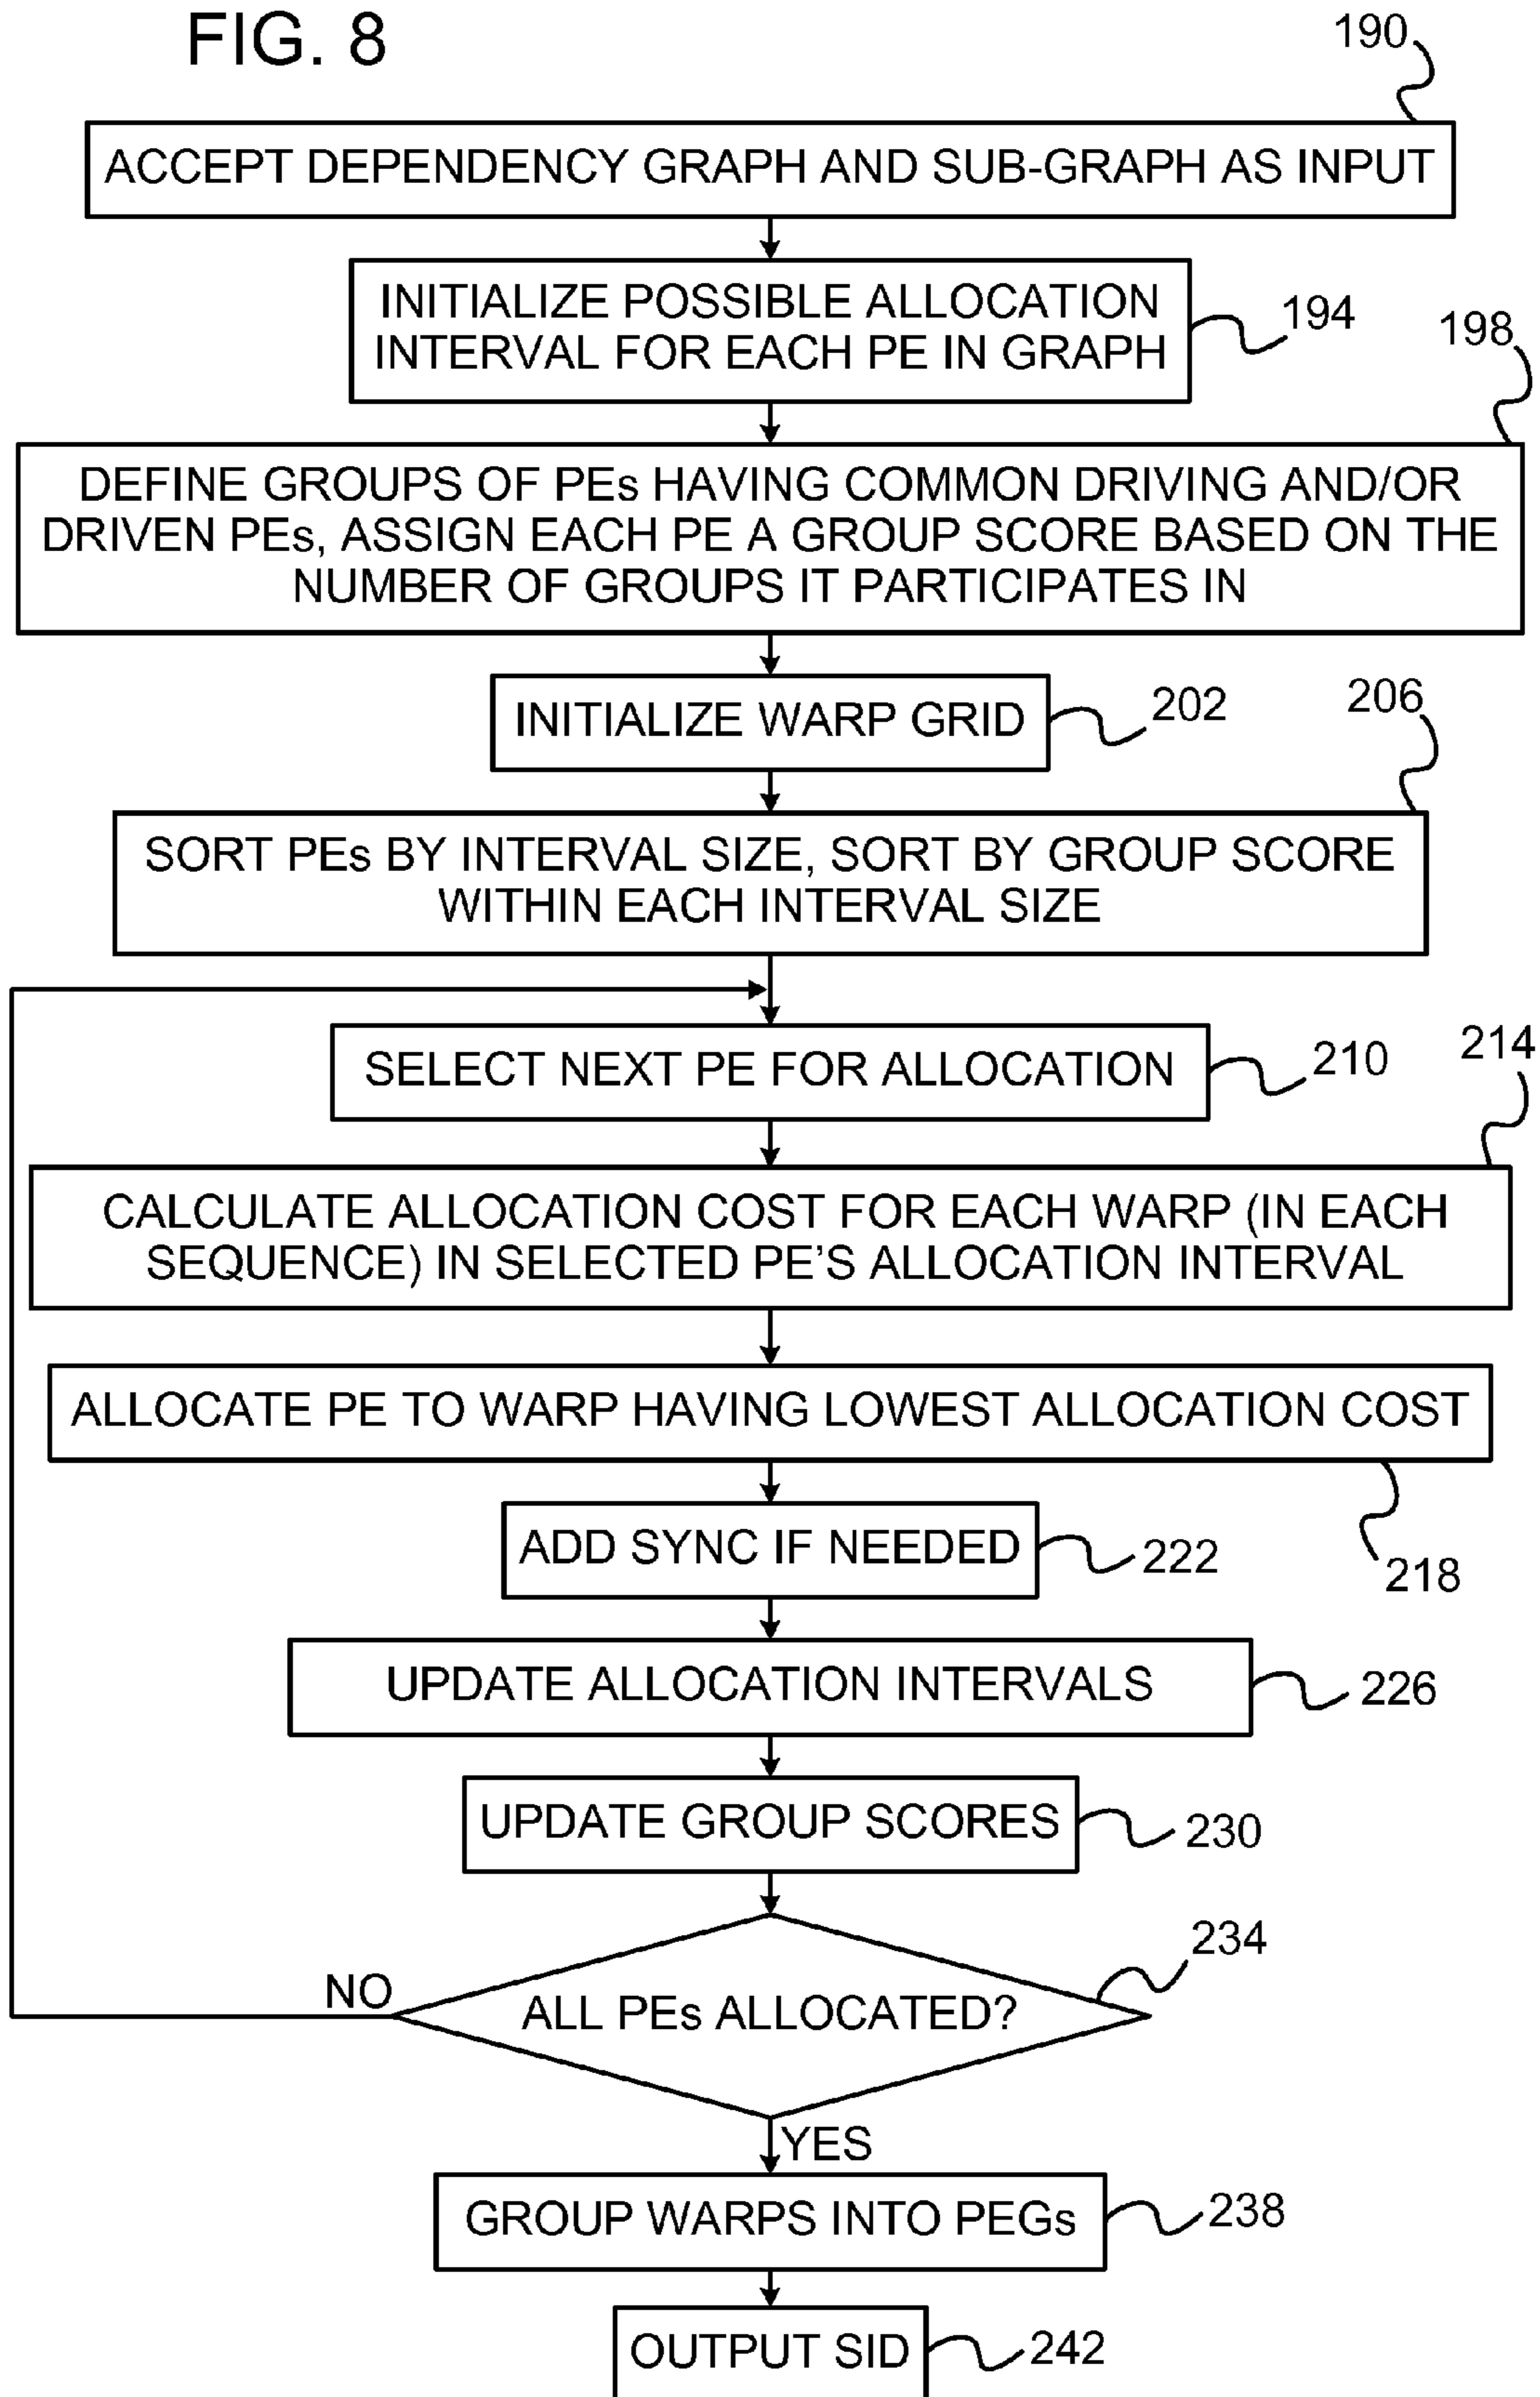 FIG. 8
190
ACCEPT DEPENDENCY GRAPH AND SUB-GRAPH AS INPUT
INITIALIZE POSSIBLE ALLOCATION
INTERVAL FOR EACH PE IN GRAPH
194
198
DEFINE GROUPS OF PEs HAVING COMMON DRIVING AND/OR
DRIVEN PEs, ASSIGN EACH PE A GROUP SCORE BASED ON THE
NUMBER OF GROUPS IT PARTICIPATES IN
INITIALIZE WARP GRID
202
206
SORT PEs BY INTERVAL SIZE, SORT BY GROUP SCORE
WITHIN EACH INTERVAL SIZE
SELECT NEXT PE FOR ALLOCATION
210
214
CALCULATE ALLOCATION COST FOR EACH WARP (IN EACH
SEQUENCE) IN SELECTED PE'S ALLOCATION INTERVAL
ALLOCATE PE TO WARP HAVING LOWEST ALLOCATION COST
218
ADD SYNC IF NEEDED
222
UPDATE ALLOCATION INTERVALS
226
UPDATE GROUP SCORES
230
234
NO
ALL PEs ALLOCATED?
YES
GROUP WARPS INTO PEGs
238
OUTPUT SID
242